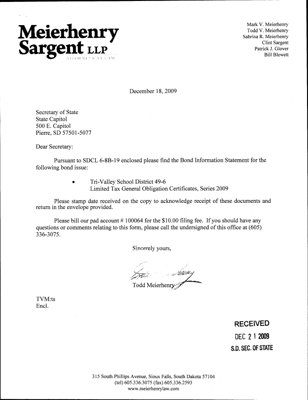 Meierhenry
Sargent LLP
Mark V. Meierhenry
Todd V. Meierhenry
Sabrina R. Meierhenry
Clint Sargent
Patrick J. Glover
Bill Blewett
December 18, 2009
Secretary of State
State Capitol
500 E. Capitol
Pierre, SD 57501-5077
Dear Secretary:
Pursuant to SDCL 6-8B-19 enclosed please find the Bond Information Statement for the
following bond issue:
• Tri-Valley School District 49-6
Limited Tax General Obligation Certificates, Series 2009
Please stamp date received on the copy to acknowledge receipt of these documents and
return in the envelope provided.
Please bill our pad account # 100064 for the $10.00 filing fee. If you should have any
questions or comments relating to this form, please call the undersigned of this office at (605)
336-3075.
Sincerely yours,
Todd Meierhenry
TVM:ts
Encl.
RECEIVED
DEC 21 2009
S.D. SEC. OF STATE
315 South Phillips Avenue, Sioux Falls, South Dakota 57104
(tel) 605.336.3075 (fax) 605.336.2593
www.meierhenrylaw.com